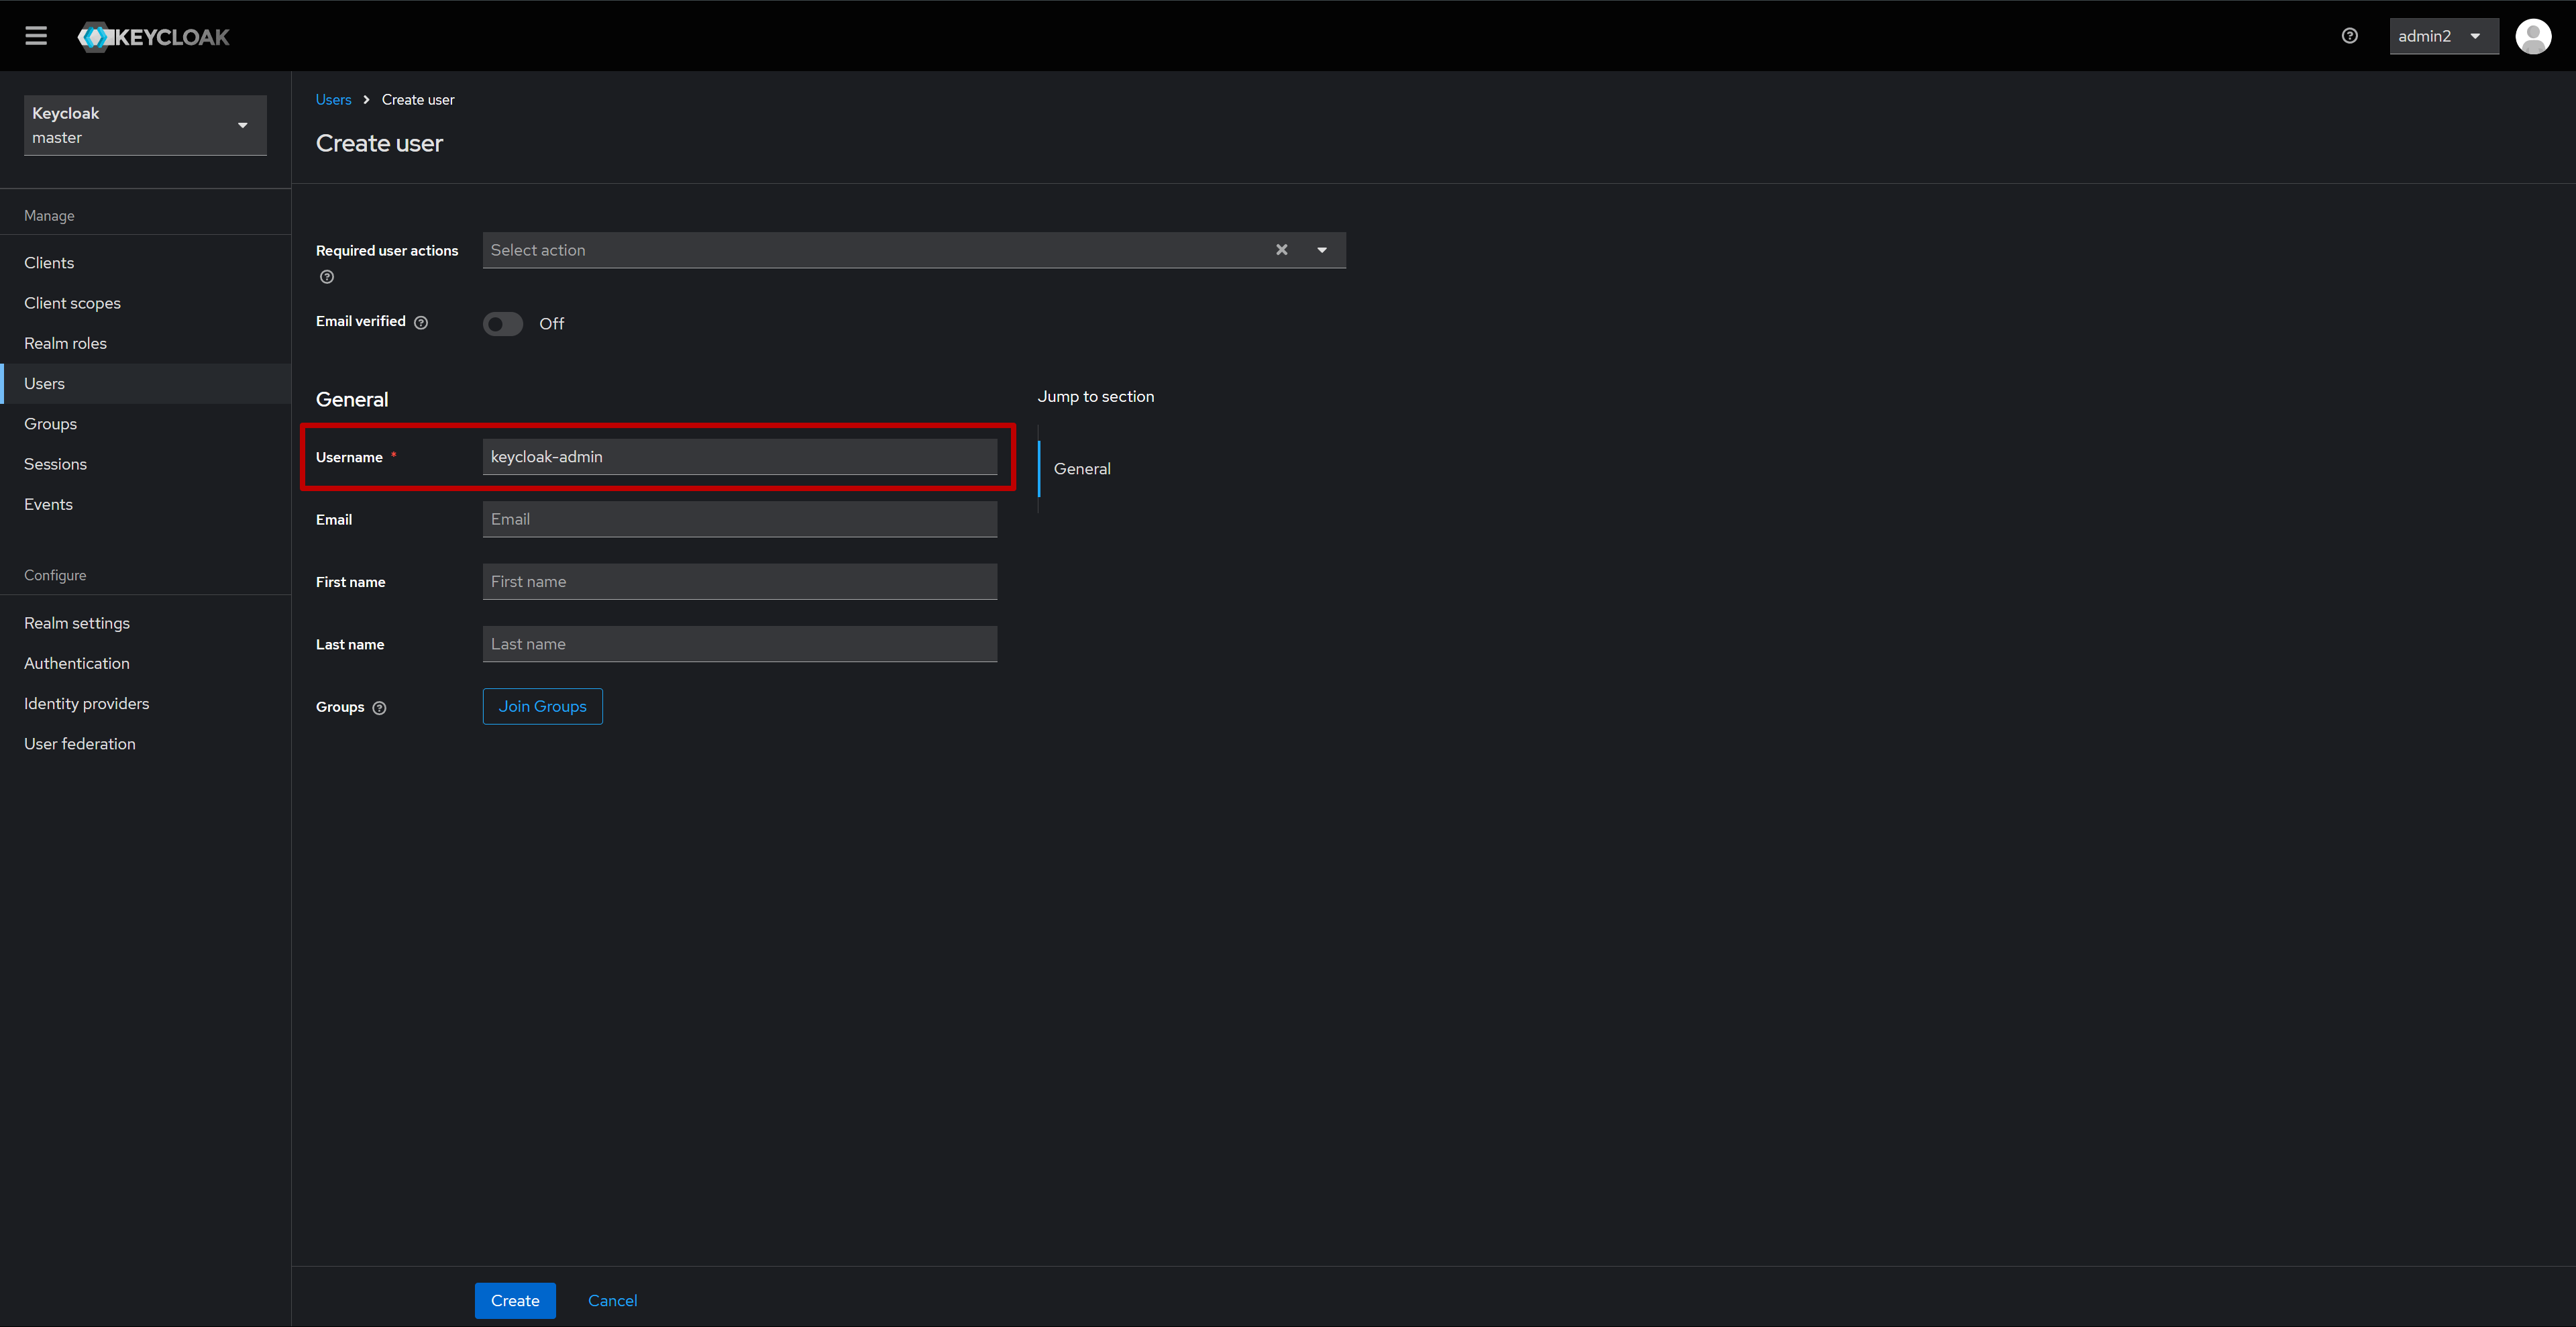 KEYCLOAK
admin2
Keycloak
master
Manage
Clients
Client scopes
Realm roles
Users
Groups
Sessions
Events
Configure
Realm settings
Authentication
Identity providers
User federation
Users > Create user
Create user
Required user actions
Select action
Email verified
Off
General
Username *
keycloak-admin
Email
Email
First name
First name
Last name
Last name
Groups
Join Groups
Jump to section
General
Create
Cancel